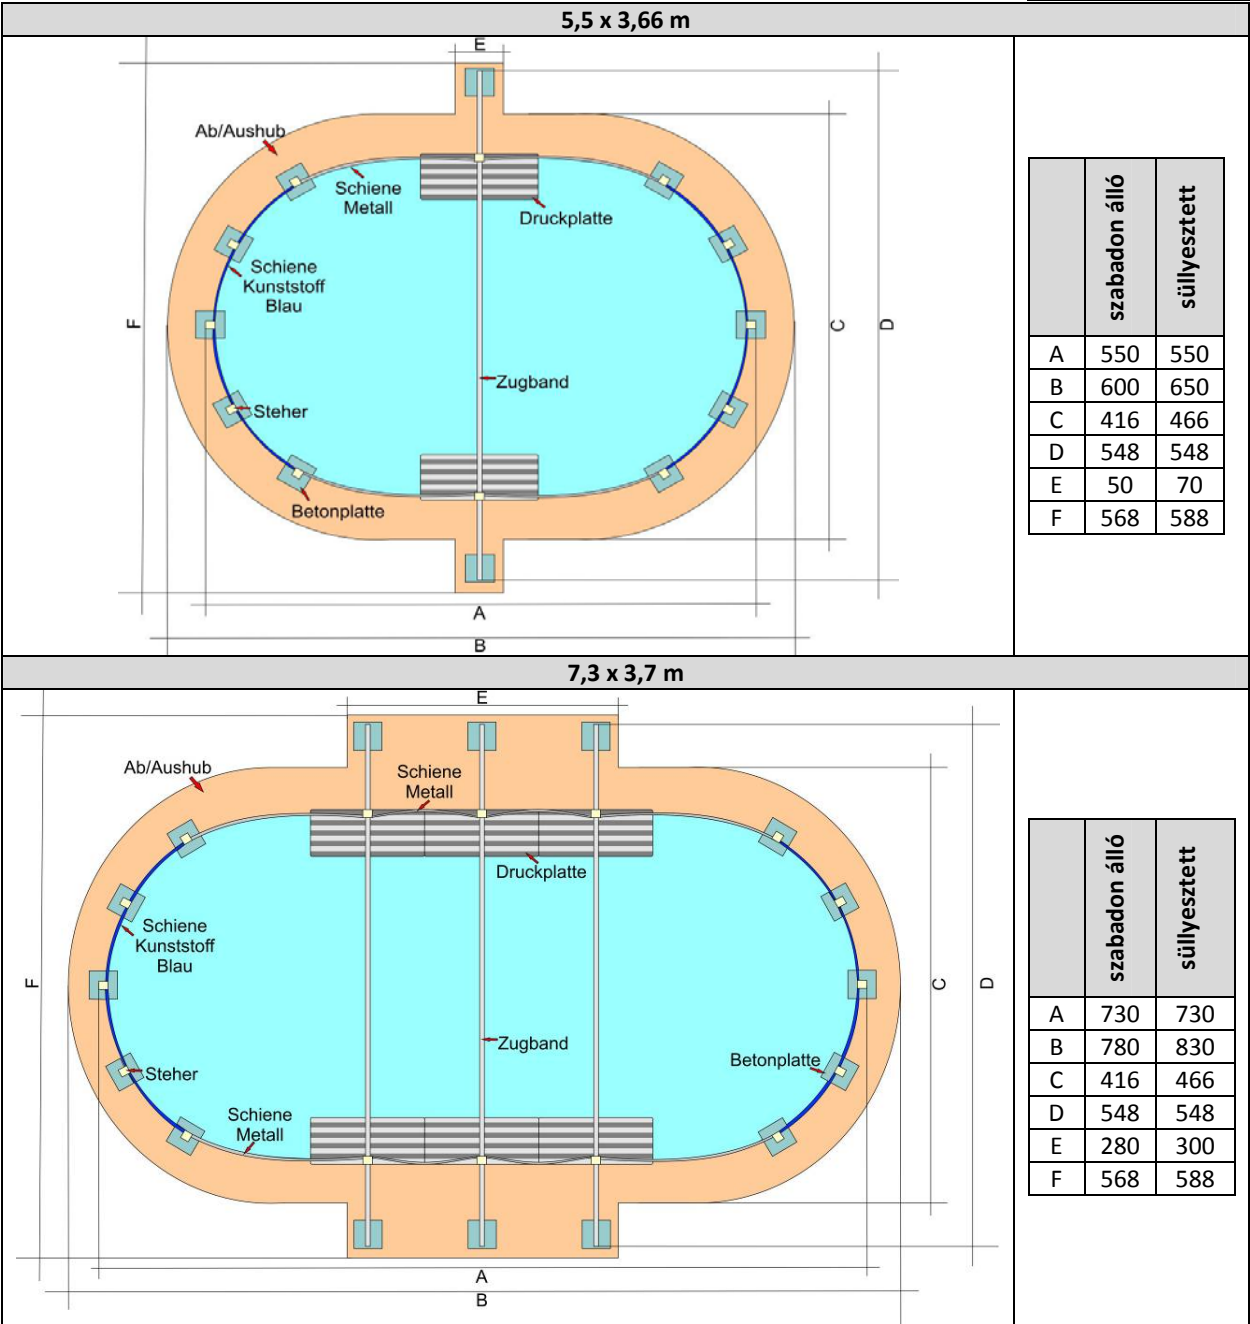 5,5 x 3,66 m
E
Ab/Aushub
Schiene
Metall
Druckplatte
Schiene
Kunststoff
Blau
F
C
D
Zugband
Steher
Betonplatte
A
B
szabadon álló
süllyesztett
A 550 550
B 600 650
C 416 466
D 548 548
E 50 70
F 568 588
7,3 x 3,7 m
E
Ab/Aushub
Schiene
Metall
Druckplatte
Schiene
Kunststoff
Blau
F
C
D
Zugband
Betonplatte
Steher
Schiene
Metall
A
B
szabadon álló
süllyesztett
A 730 730
B 780 830
C 416 466
D 548 548
E 280 300
F 568 588